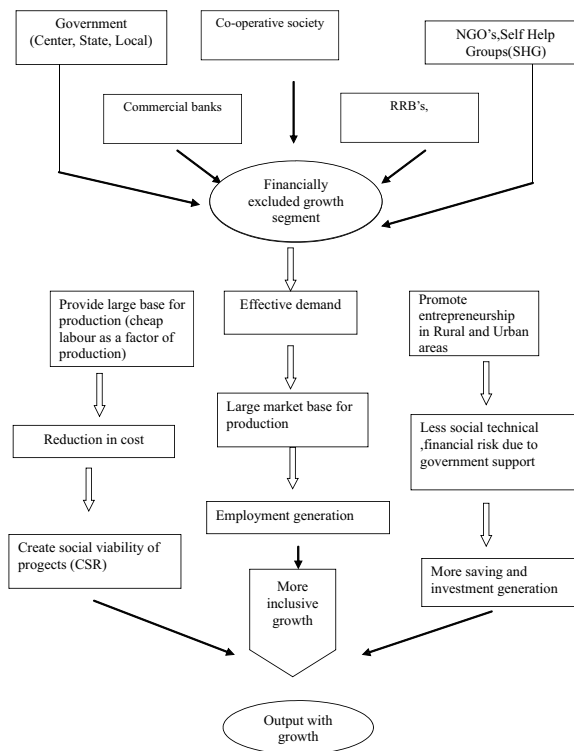 Government
(Center, State, Local)
Co-operative society
NGO's,Self Help
Groups(SHG)
Commercial banks
RRB's,
Financially
excluded growth
segment
Provide large base for
production (cheap
labour as a factor of
production)
Effective demand
Promote
entrepreneurship
in Rural and Urban
areas
Reduction in cost
Large market base for
production
Less social technical
,financial risk due to
government support
Create social viability of
progects (CSR)
Employment generation
More saving and
investment generation
More
inclusive
growth
Output with
growth